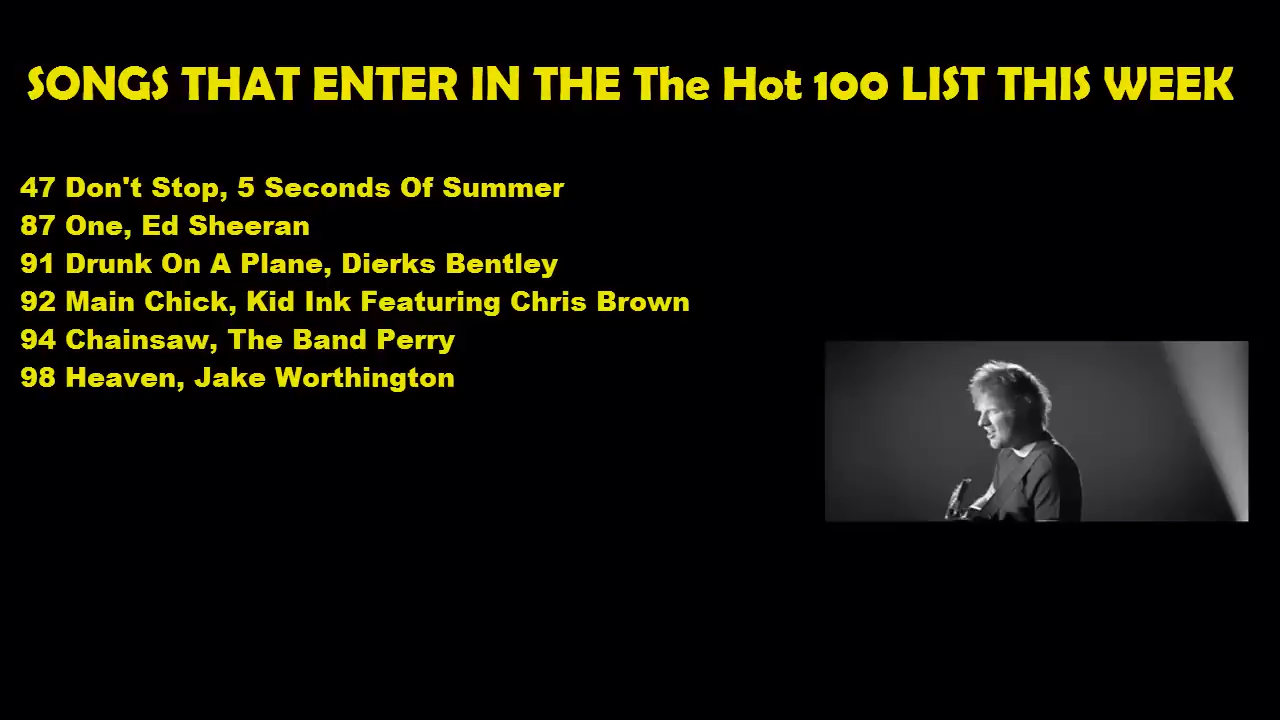 SONGS THAT ENTER IN THE The Hot 100 LIST THIS WEEK
47 Don't Stop, 5 Seconds Of Summer
87 One, Ed Sheeran
91 Drunk On A Plane, Dierks Bentley
92 Main Chick, Kid Ink Featuring Chris Brown
94 Chainsaw, The Band Perry
98 Heaven, Jake Worthington